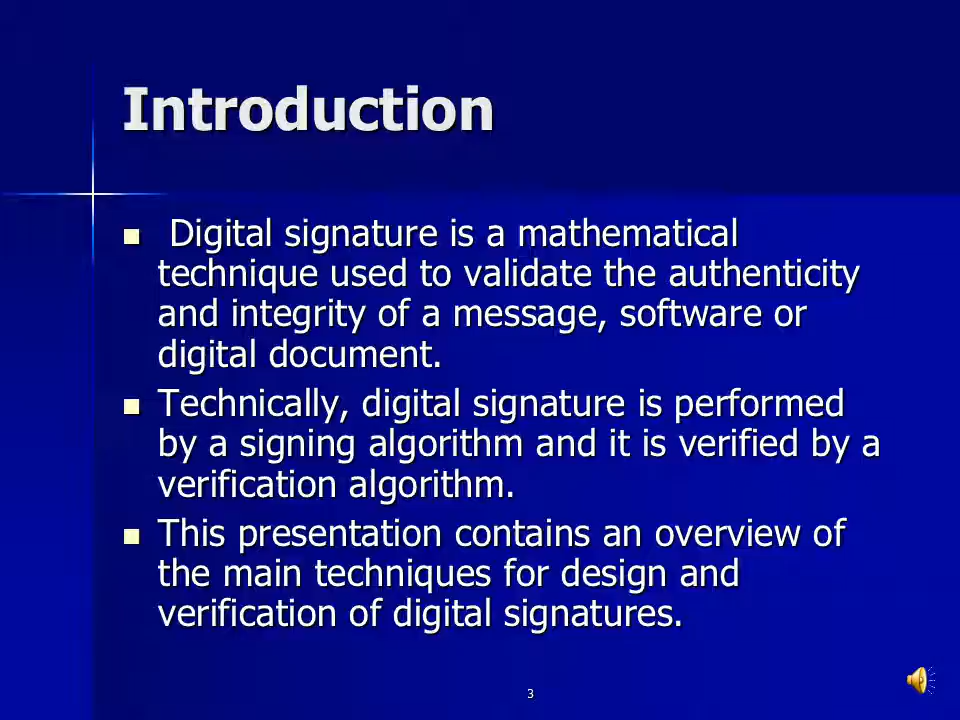 Introduction
Digital signature is a mathematical
technique used to validate the authenticity
and integrity of a message, software or
digital document.
Technically, digital signature is performed
by a signing algorithm and it is verified by a
verification algorithm.
This presentation contains an overview of
the main techniques for design and
verification of digital signatures.
3